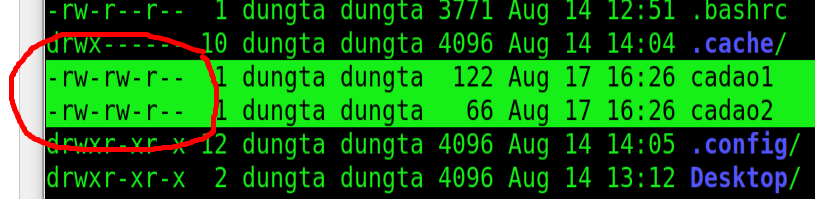 -rw-r--r-- 1 dungta dungta 3771 Aug 14 12:51 .bashrc
drwx------ 10 dungta dungta 4096 Aug 14 14:04 .cache/
-rw-rw-r-- 1 dungta dungta 122 Aug 17 16:26 cadao1
-rw-rw-r-- 1 dungta dungta 66 Aug 17 16:26 cadao2
drwxr-xr-x 12 dungta dungta 4096 Aug 14 14:05 .config/
drwxr-xr-x 2 dungta dungta 4096 Aug 14 13:12 Desktop/